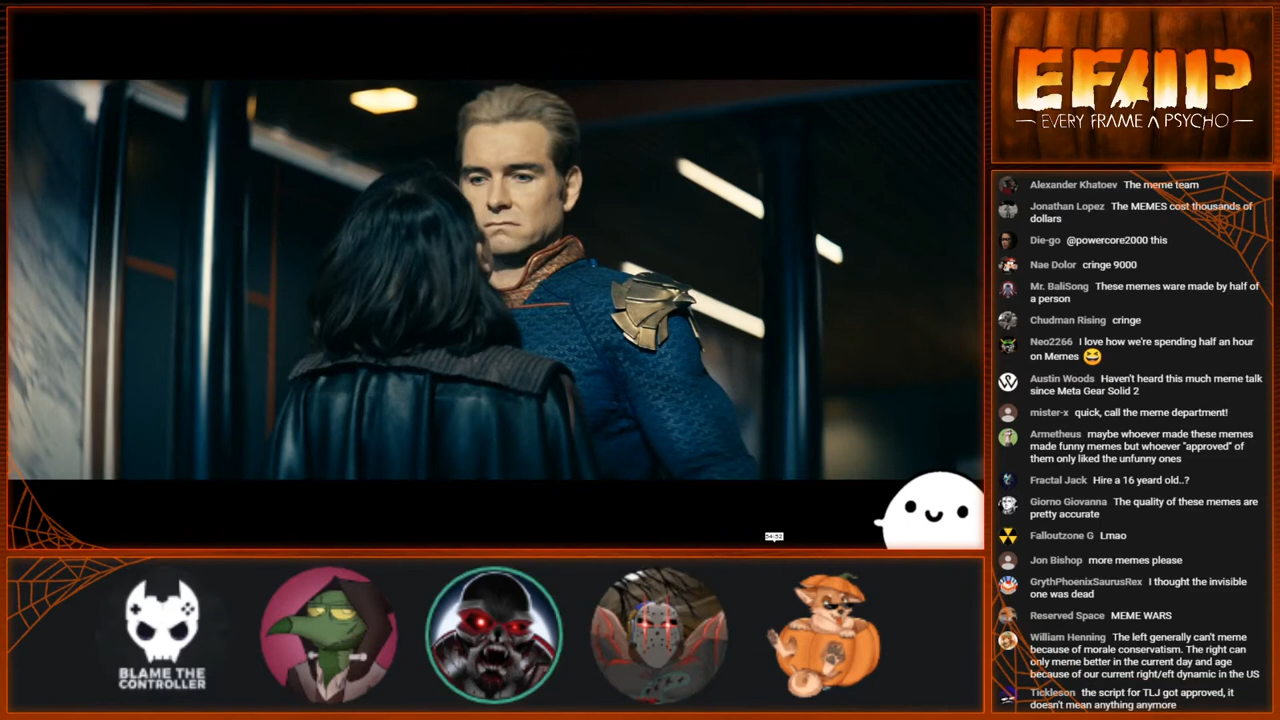 EFAP
EVERY FRAME A PSYCHO
Alexander Khatoev The meme team
Jonathan Lopez The MEMES cost thousands of
dollars
Die-go @powercore2000 this
Nae Dolor cringe 9000
Mr. BaliSong These memes ware made by half of
a person
Chudman Rising cringe
Neo2266 I love how we're spending half an hour
on Memes 😆
Austin Woods Haven't heard this much meme talk
since Meta Gear Solid 2
mister-x quick, call the meme department!
Armetheus maybe whoever made these memes
made funny memes but whoever "approved" of
them only liked the unfunny ones
Fractal Jack Hire a 16 yeard old..?
Giorno Giovanna The quality of these memes are
pretty accurate
Falloutzone G Lmao
Jon Bishop more memes please
GrythPhoenixSaurusRex I thought the invisible
one was dead
Reserved Space MEME WARS
William Henning The left generally can't meme
because of morale conservatism. The right can
only meme better in the current day and age
because of our current right/eft dynamic in the US
Tickleson the script for TLJ got approved, it
doesn't mean anything anymore
54:52
BLAME THE
CONTROLLER